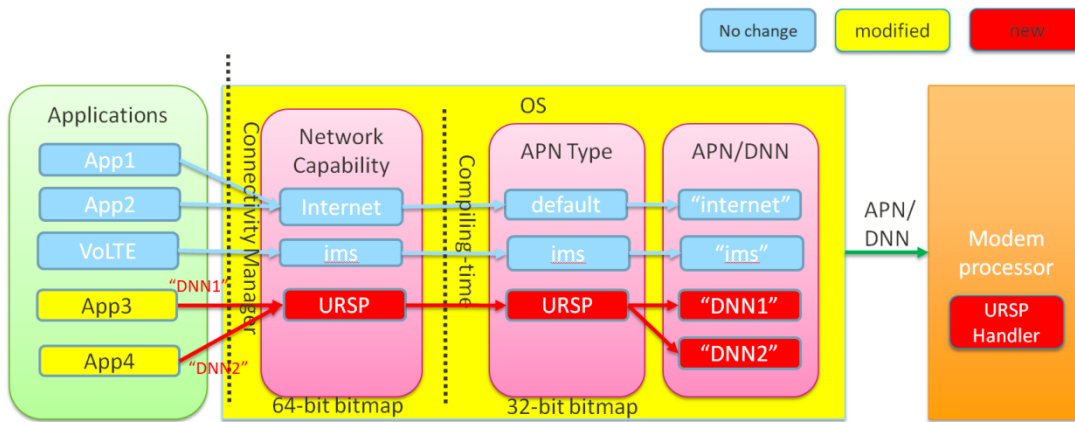 No change
modified
new
Applications
App1
App2
VoLTE
App3
App4
"DNN1"
"DNN2"
Connectivity Manager
OS
Network
Capability
Internet
ims
URSP
64-bit bitmap
Compiling-time
APN Type
default
ims
URSP
32-bit bitmap
APN/DNN
“internet”
“ims”
“DNN1”
“DNN2”
APN/
DNN
Modem
processor
URSP
Handler